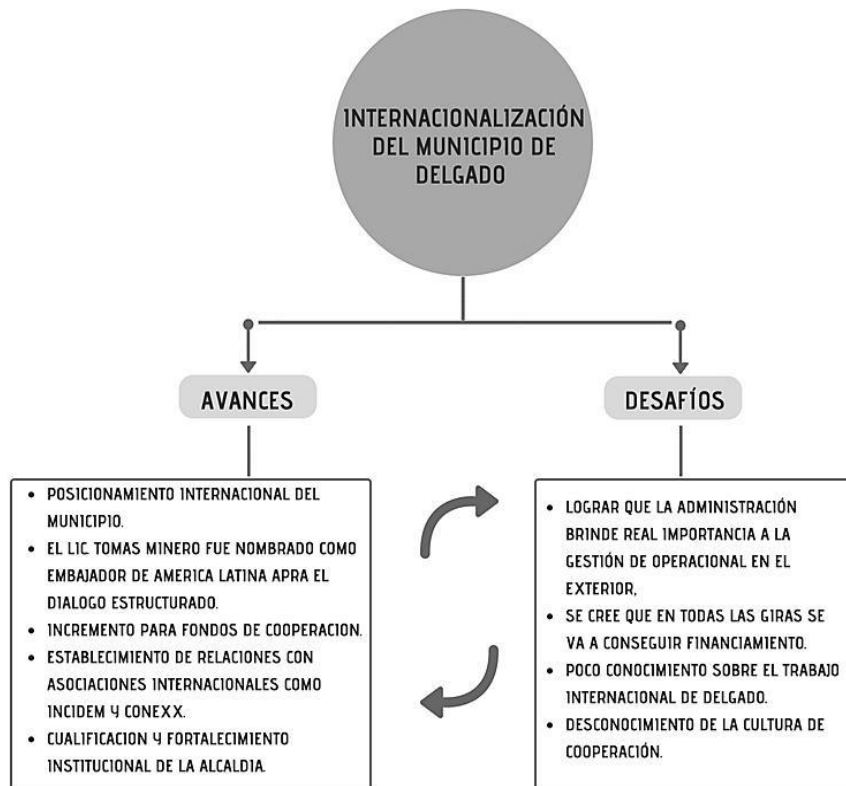 INTERNACIONALIZACIÓN
DEL MUNICIPIO DE
DELGADO
AVANCES
• POSICIONAMIENTO INTERNACIONAL DEL
MUNICIPIO.
• EL LIC. TOMAS MINERO FUE NOMBRADO COMO
EMBAJADOR DE AMERICA LATINA APRA EL
DIALOGO ESTRUCTURADO.
• INCREMENTO PARA FONDOS DE COOPERACION.
• ESTABLECIMIENTO DE RELACIONES CON
ASOCIACIONES INTERNACIONALES COMO
INCIDEM Y CONEXX.
• CUALIFICACION Y FORTALECIMIENTO
INSTITUCIONAL DE LA ALCALDIA.
DESAFÍOS
• LOGRAR QUE LA ADMINISTRACIÓN
BRINDE REAL IMPORTANCIA A LA
GESTIÓN DE OPERACIONAL EN EL
EXTERIOR,
• SE CREE QUE EN TODAS LAS GIRAS SE
VA A CONSEGUIR FINANCIAMIENTO.
• POCO CONOCIMIENTO SOBRE EL TRABAJO
INTERNACIONAL DE DELGADO.
• DESCONOCIMIENTO DE LA CULTURA DE
COOPERACIÓN.